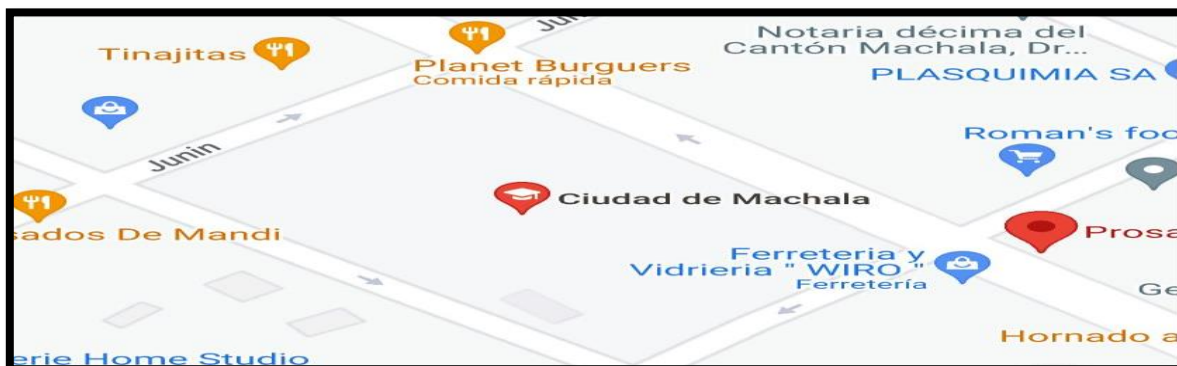 Jun
Notaria décima del
Cantón Machala, Dr...
Tinajitas
Planet Burguers
Comida rápida
PLASQUIMIA SA
Roman's foo
Junin
Ciudad de Machala
Prosa
sados De Mandi
Ferreteria y
Vidrieria " WIRO "
Ferretería
Ge
Hornado a
erie Home Studio